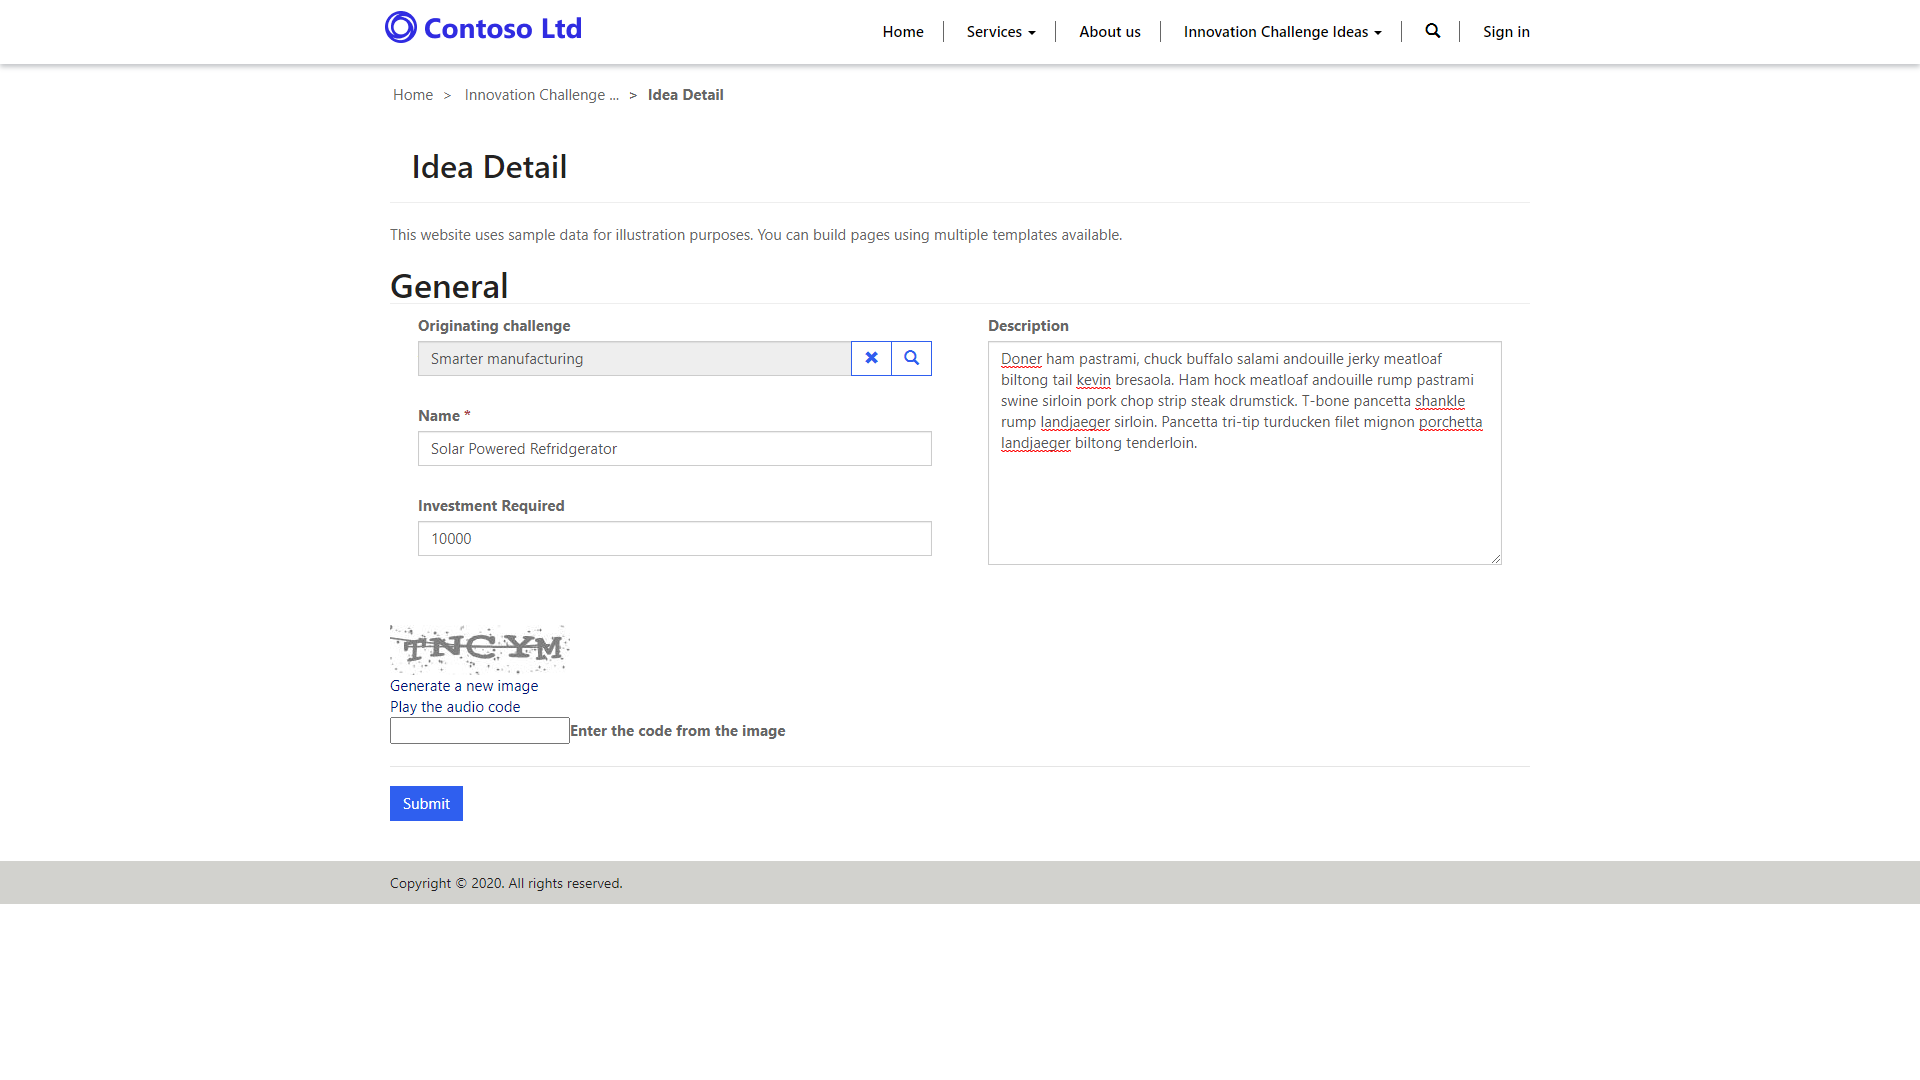 Contoso Ltd
Home
Services
About us
Innovation Challenge Ideas
Sign in
Home > Innovation Challenge ... > Idea Detail
Idea Detail
This website uses sample data for illustration purposes. You can build pages using multiple templates available.
General
Originating challenge
Smarter manufacturing
Name *
Solar Powered Refridgerator
Investment Required
10000
Description
Doner ham pastrami, chuck buffalo salami andouille jerky meatloaf
biltong tail kevin bresaola. Ham hock meatloaf andouille rump pastrami
swine sirloin pork chop strip steak drumstick. T-bone pancetta shankle
rump landjaeger sirloin. Pancetta tri-tip turducken filet mignon porchetta
landjaeger biltong tenderloin.
TNCYM
Generate a new image
Play the audio code
Enter the code from the image
Submit
Copyright © 2020. All rights reserved.